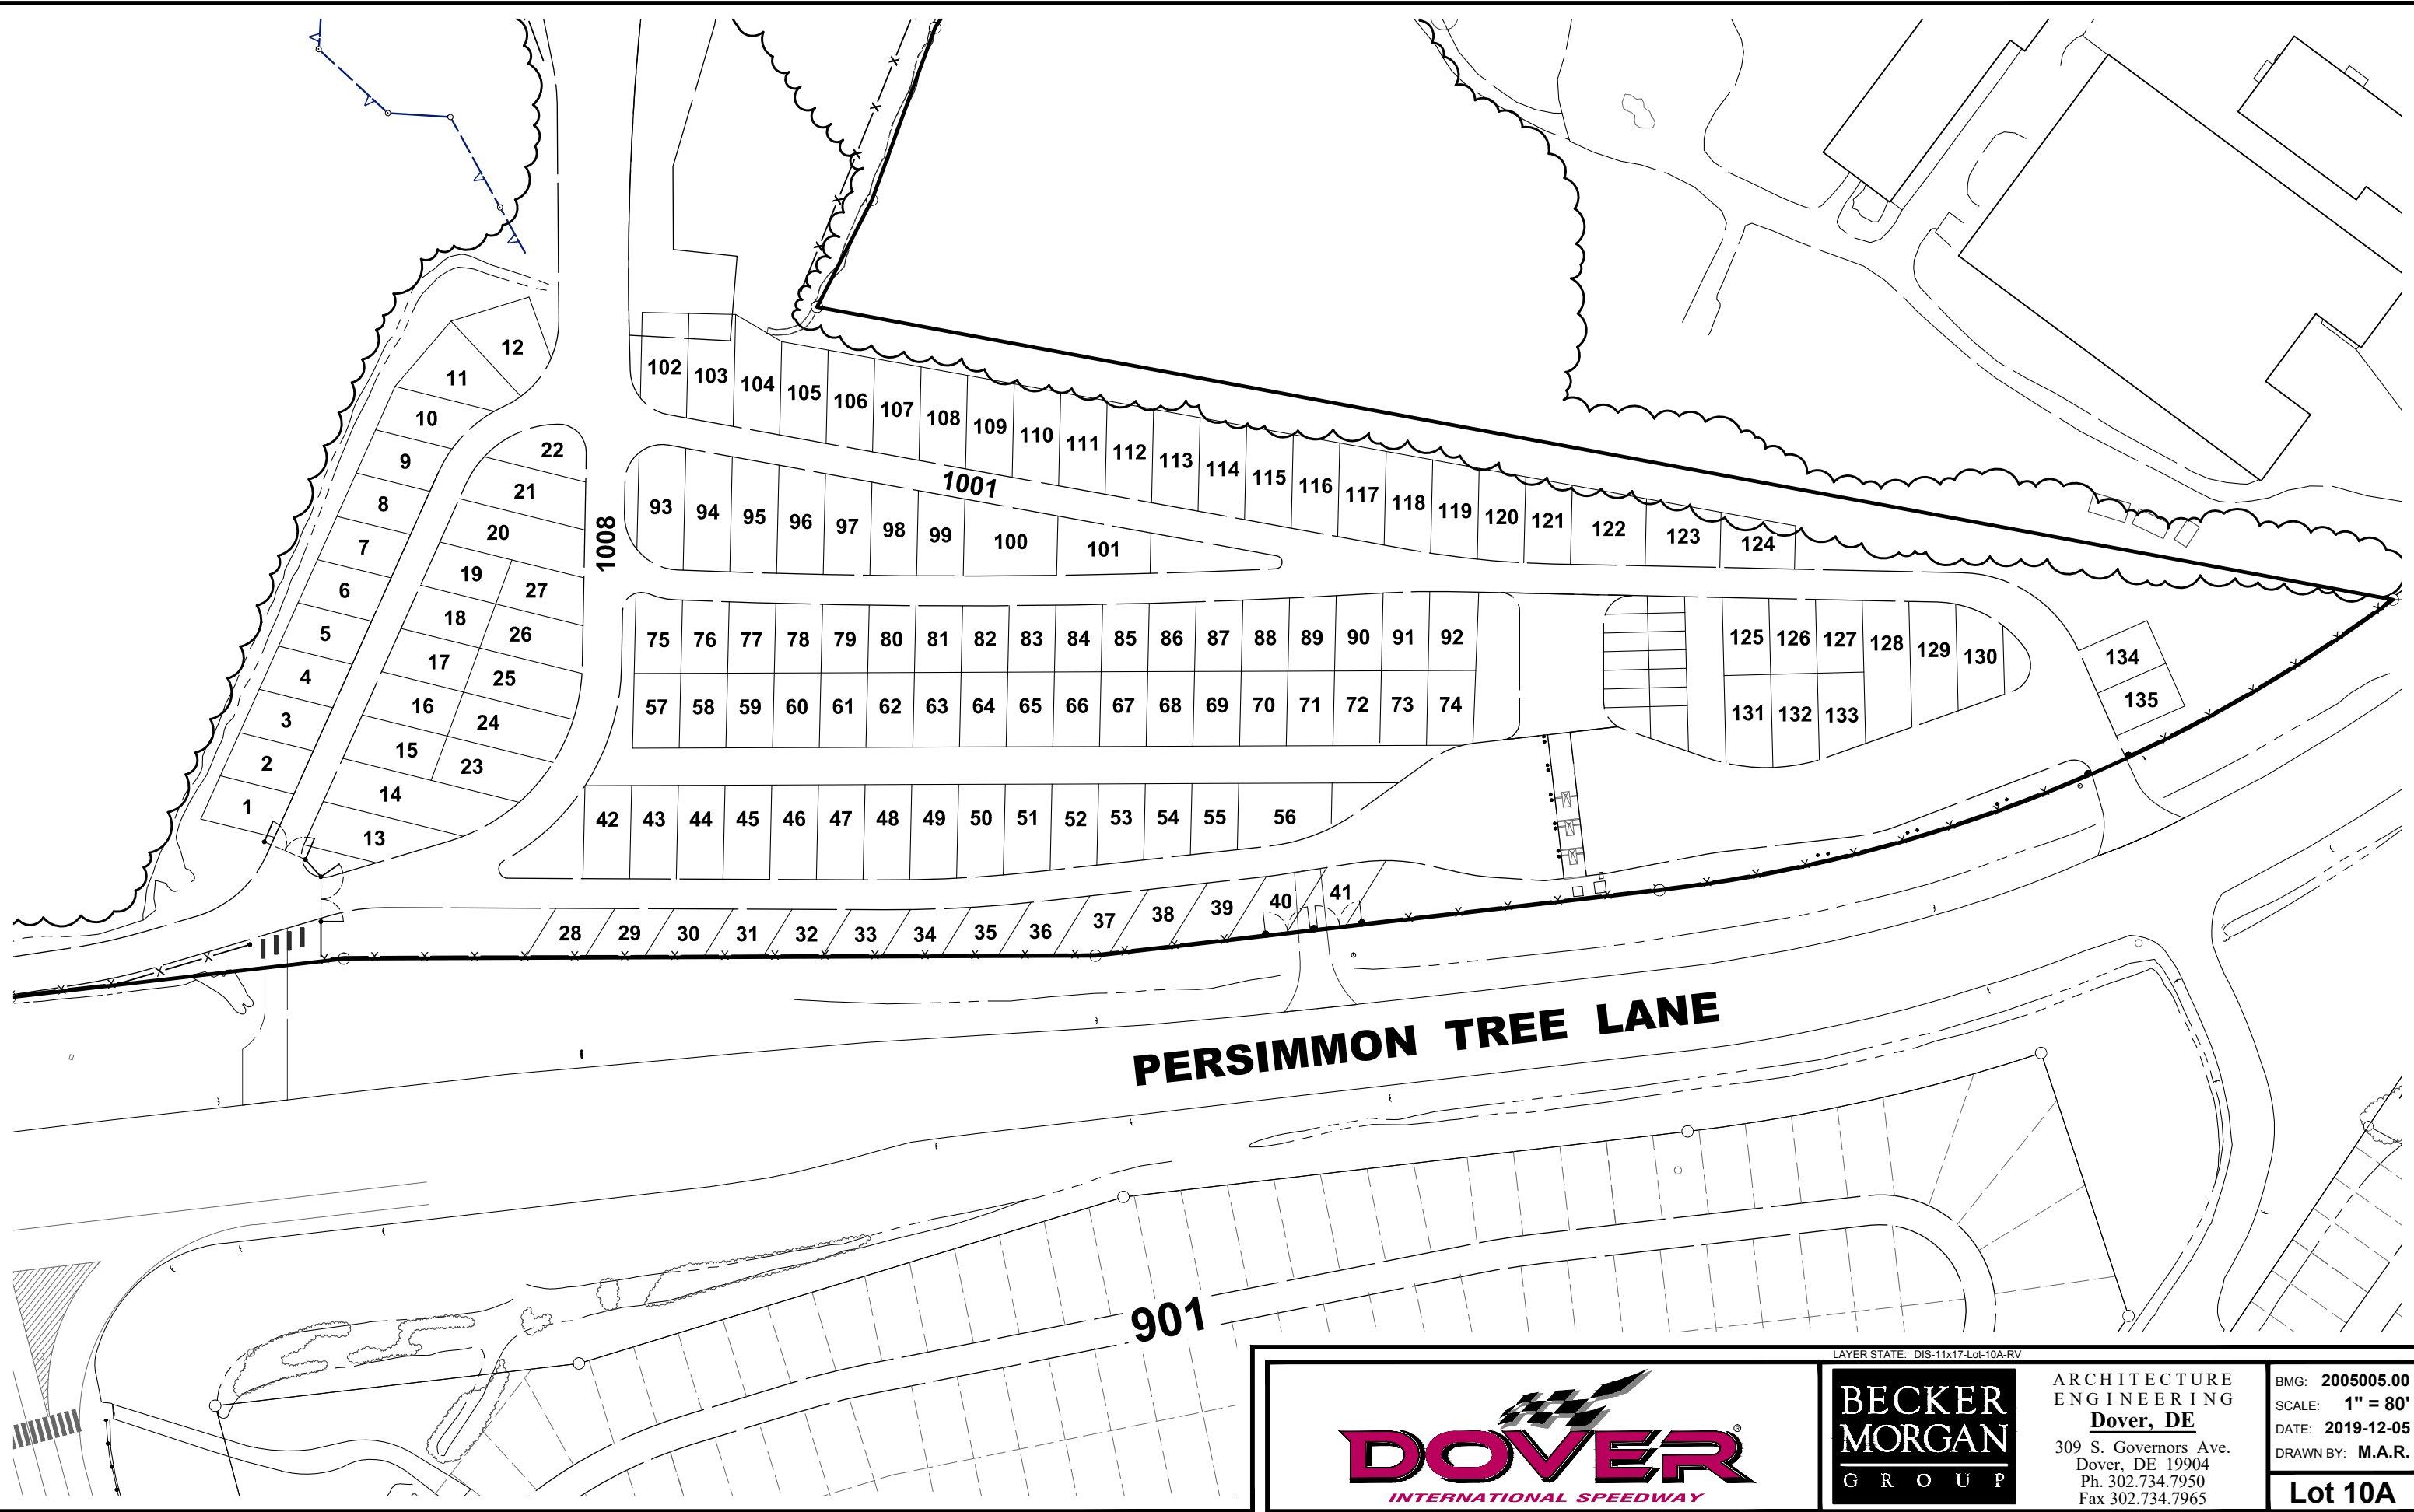 12
11
10
9
8
7
6
5
4
3
2
1
22
21
20
19
27
18
26
17
25
16
24
15
23
14
13
1008
102 103 104 105 106 107 108 109 110 111 112 113 114 115 116 117 118 119 120 121 122 123 124
1001
93 94 95 96 97 98 99 100 101
75 76 77 78 79 80 81 82 83 84 85 86 87 88 89 90 91 92
57 58 59 60 61 62 63 64 65 66 67 68 69 70 71 72 73 74
125 126 127 128 129 130
131 132 133
134
135
42 43 44 45 46 47 48 49 50 51 52 53 54 55 56
28 29 30 31 32 33 34 35 36 37 38 39 40 41
PERSIMMON TREE LANE
901
LAYER STATE: DIS-11x17-Lot-10A-RV
DOVER®
INTERNATIONAL SPEEDWAY
BECKER
MORGAN
GROUP
ARCHITECTURE
ENGINEERING
Dover, DE
309 S. Governors Ave.
Dover, DE 19904
Ph. 302.734.7950
Fax 302.734.7965
BMG: 2005005.00
SCALE: 1" = 80'
DATE: 2019-12-05
DRAWN BY: M.A.R.
Lot 10A